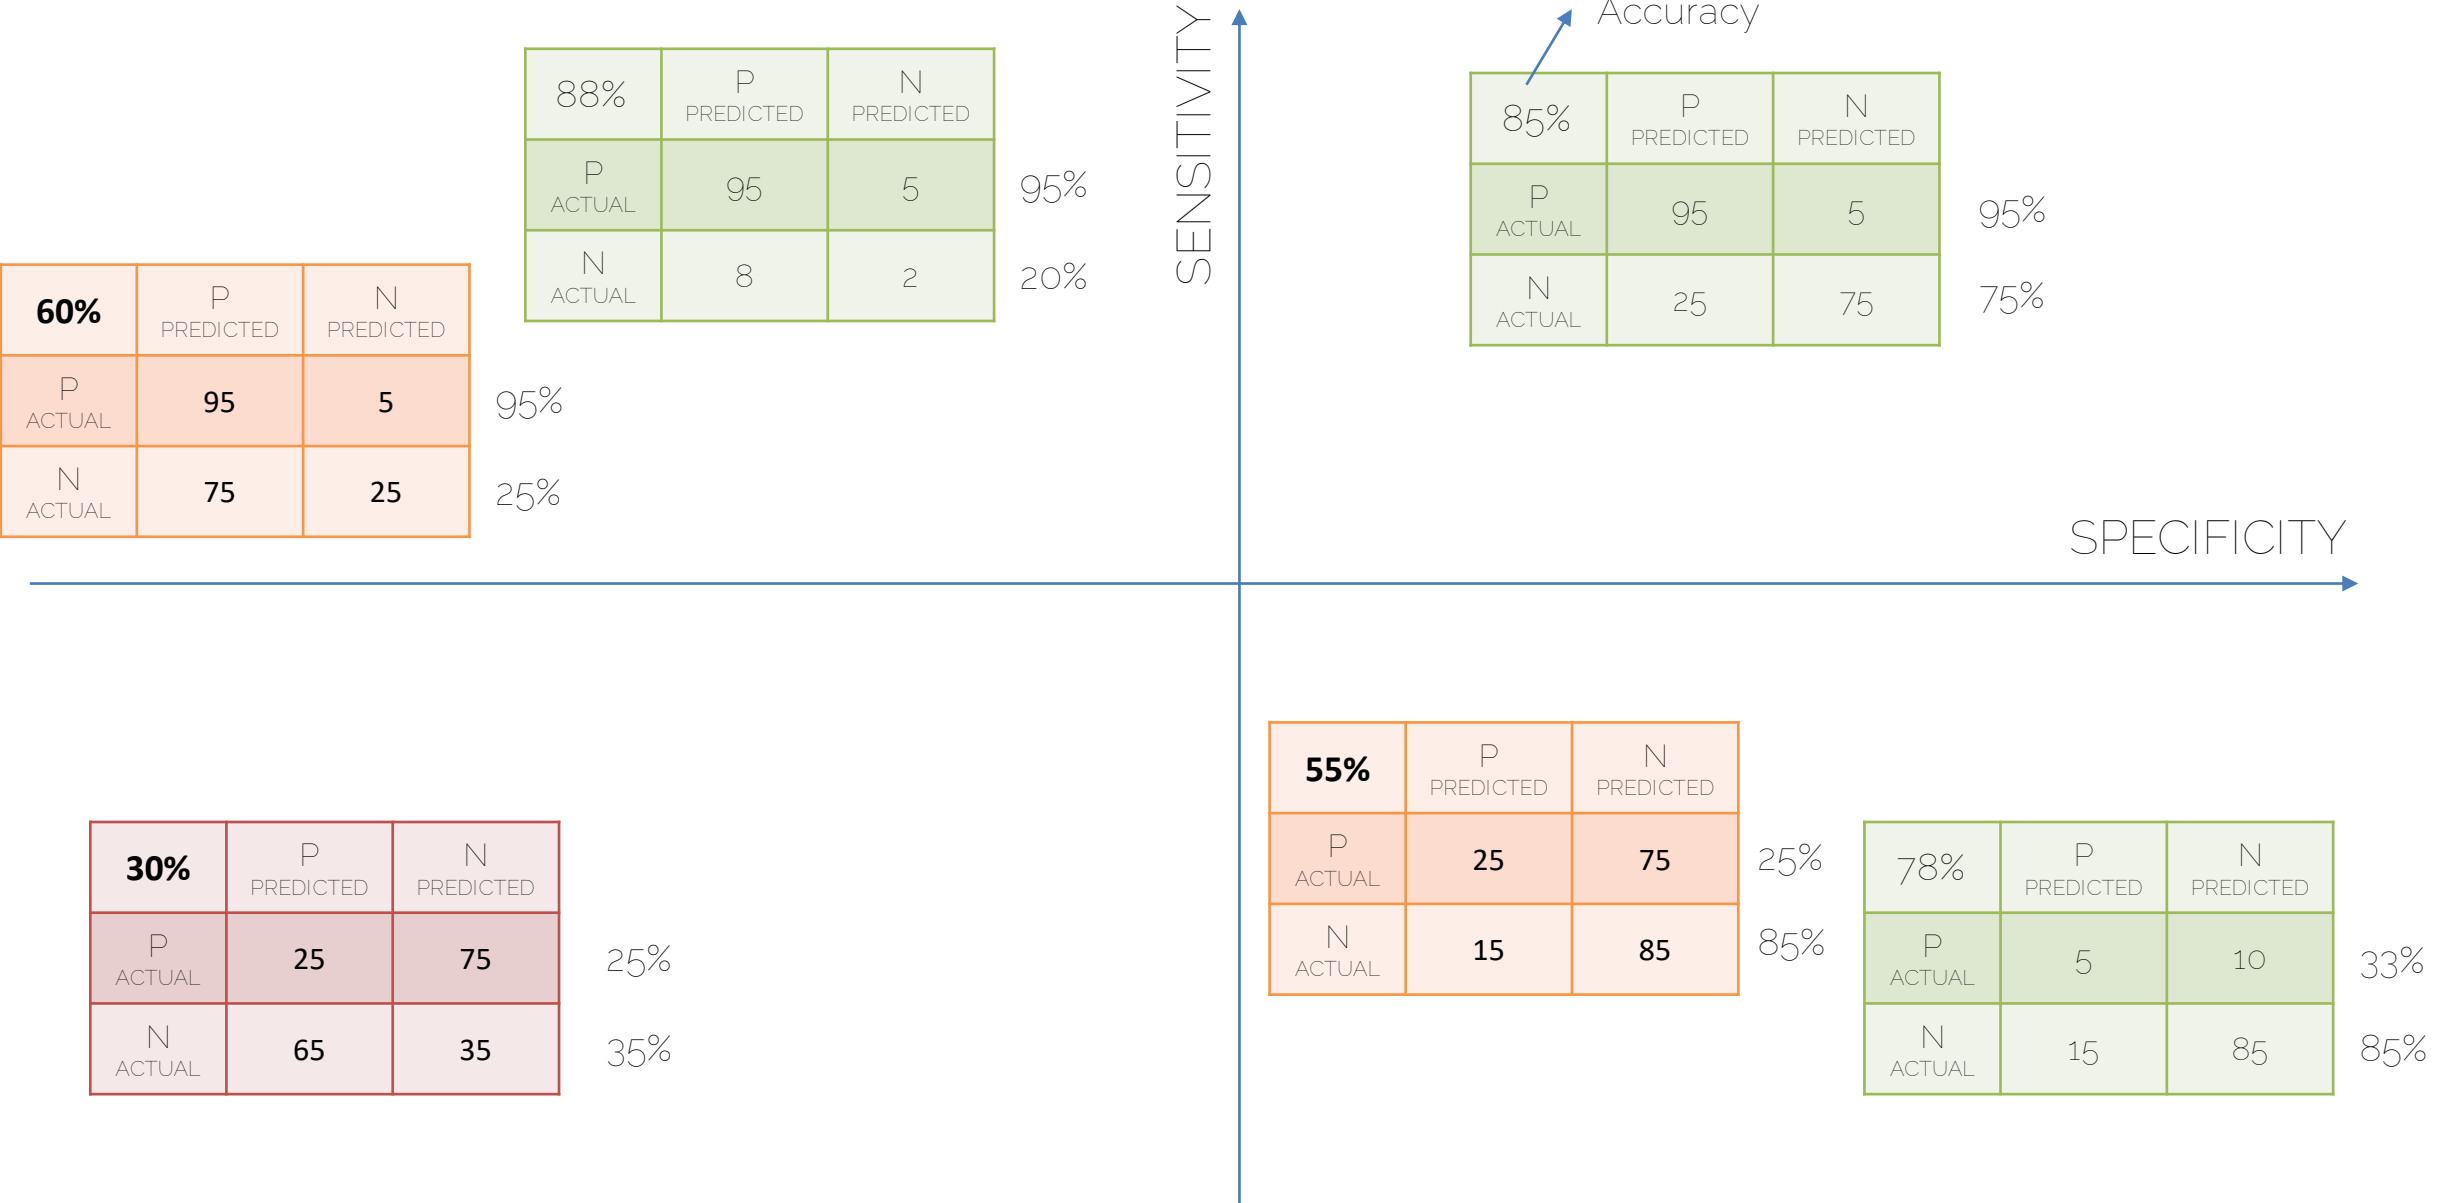 SENSITIVITY
Accuracy
88% P PREDICTED N PREDICTED
P ACTUAL 95 5 95%
N ACTUAL 8 2 20%
85% P PREDICTED N PREDICTED
P ACTUAL 95 5 95%
N ACTUAL 25 75 75%
60% P PREDICTED N PREDICTED
P ACTUAL 95 5 95%
N ACTUAL 75 25 25%
SPECIFICITY
30% P PREDICTED N PREDICTED
P ACTUAL 25 75 25%
N ACTUAL 65 35 35%
55% P PREDICTED N PREDICTED
P ACTUAL 25 75 25%
N ACTUAL 15 85 85%
78% P PREDICTED N PREDICTED
P ACTUAL 5 10 33%
N ACTUAL 15 85 85%